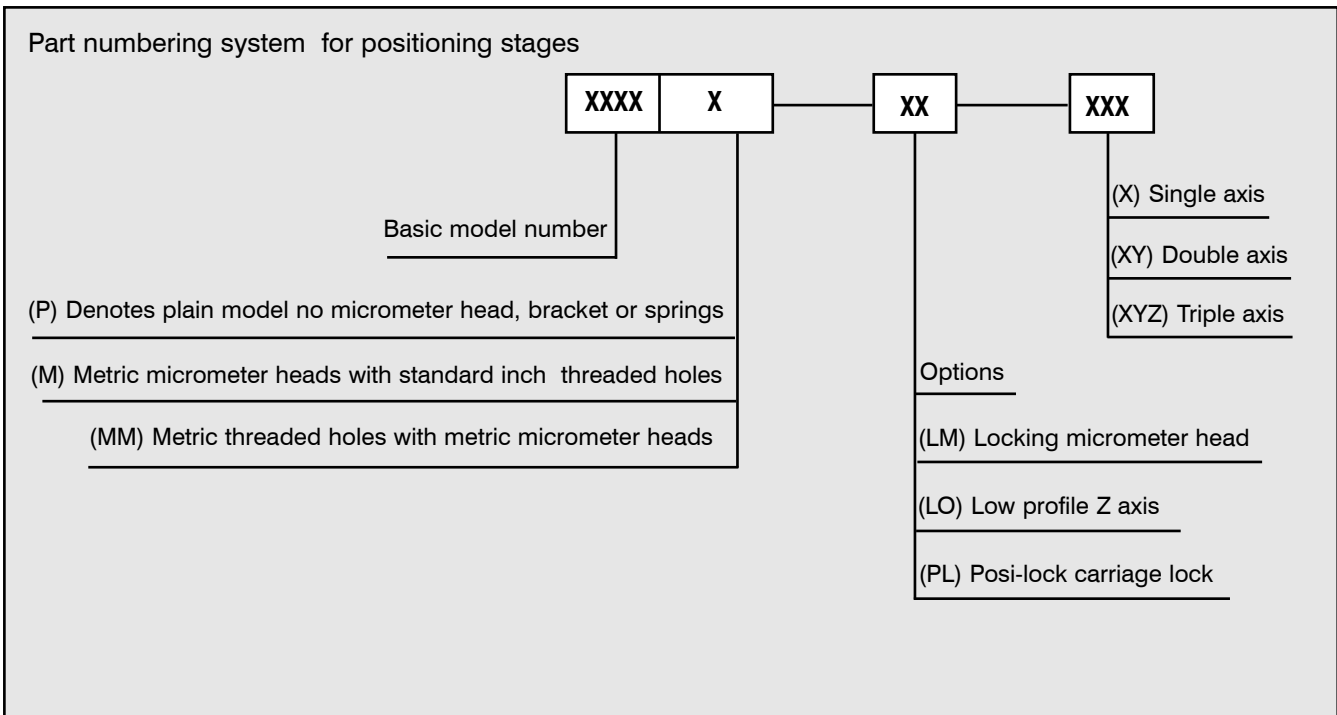 Part numbering system for positioning stages
XXXX X XX XXX
(X) Single axis
Basic model number
(XY) Double axis
(P) Denotes plain model no micrometer head, bracket or springs
(XYZ) Triple axis
(M) Metric micrometer heads with standard inch threaded holes
Options
(MM) Metric threaded holes with metric micrometer heads
(LM) Locking micrometer head
(LO) Low profile Z axis
(PL) Posi-lock carriage lock